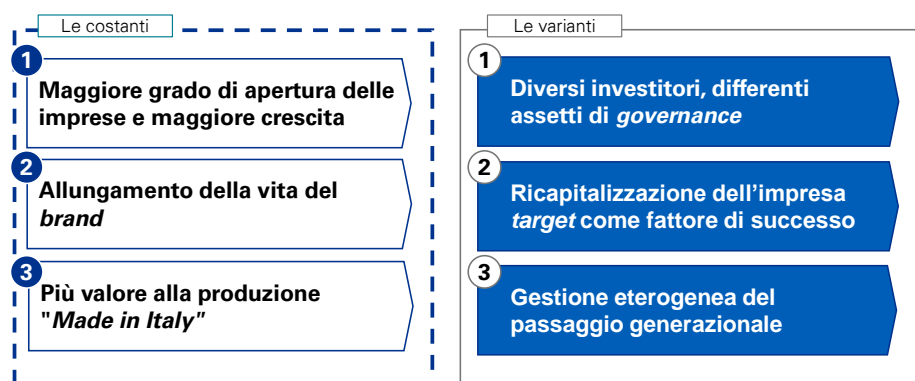 Le costanti
1
Maggiore grado di apertura delle
imprese e maggiore crescita
2
Allungamento della vita del
brand
3
Più valore alla produzione
"Made in Italy"
Le varianti
1
Diversi investitori, differenti
assetti di governance
2
Ricapitalizzazione dell'impresa
target come fattore di successo
3
Gestione eterogenea del
passaggio generazionale